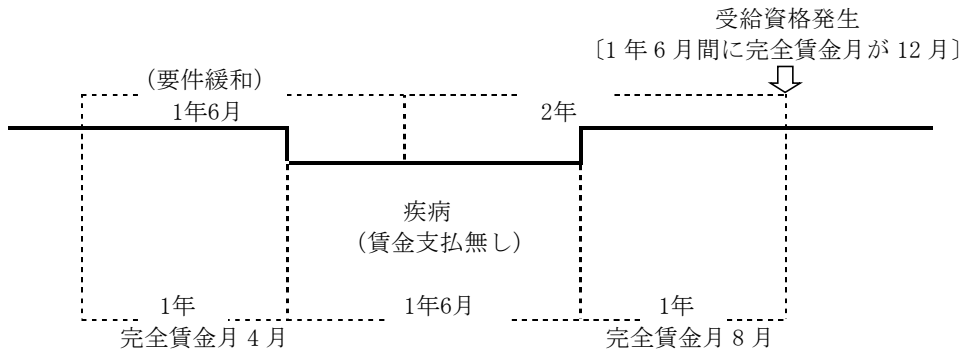 受給資格発生
〔1 年 6 月間に完全賃金月が 12 月〕
（要件緩和）
1年6月
2年
疾病
（賃金支払無し）
1年
1年6月
1年
完全賃金月 4 月
完全賃金月 8 月